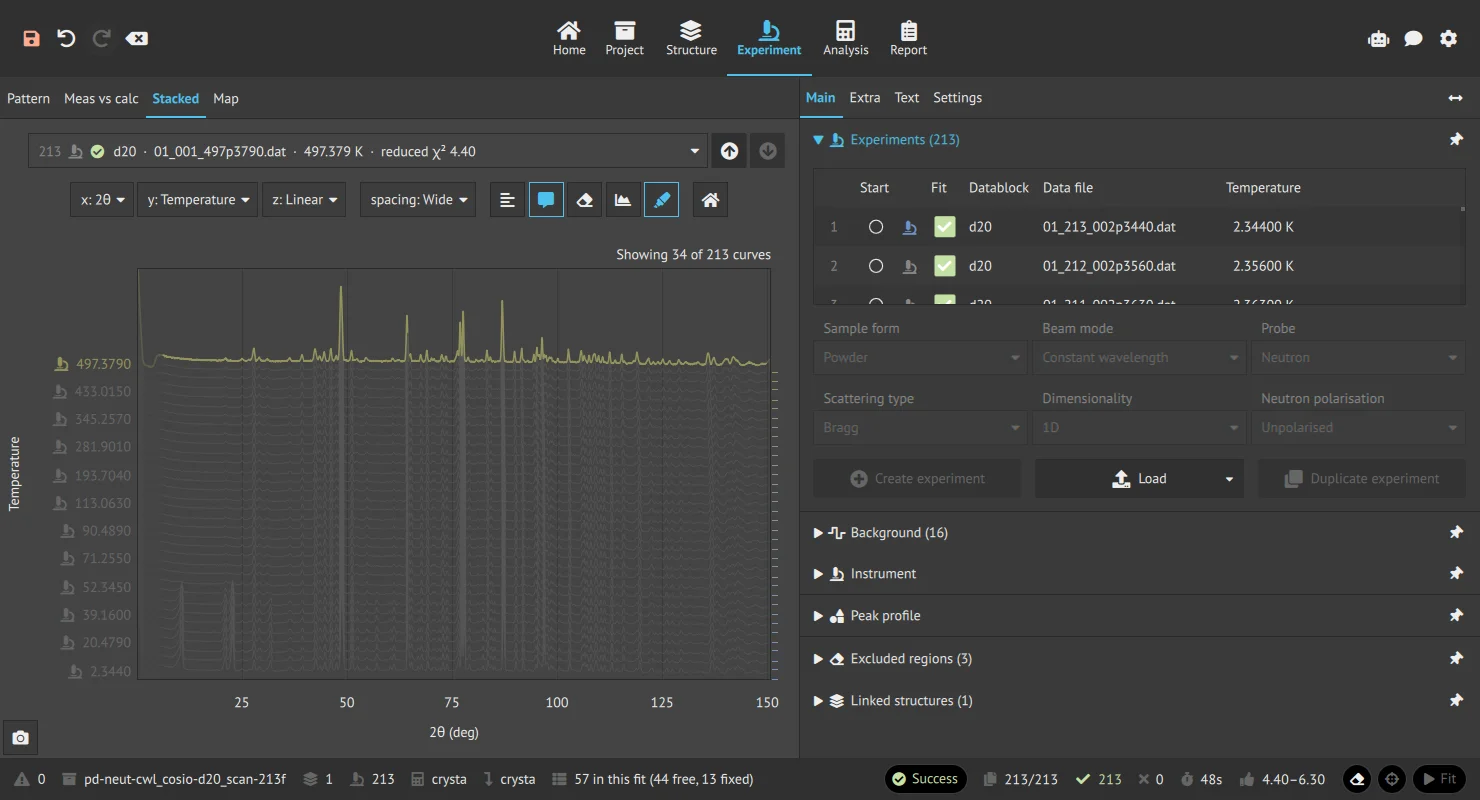 Home Project Structure Experiment Analysis Report
Pattern Meas vs calc Stacked Map
213 d20 · 01_001_497p3790.dat · 497.379 K · reduced χ² 4.40
x: 2θ y: Temperature z: Linear spacing: Wide
Showing 34 of 213 curves
Temperature
497.3790
433.0150
345.2570
281.9010
193.7040
113.0630
90.4890
71.2550
52.3450
39.1600
20.4790
2.3440
25 50 75 100 125 150
2θ (deg)
Main Extra Text Settings
Experiments (213)
Start Fit Datablock Data file Temperature
1 d20 01_213_002p3440.dat 2.34400 K
2 d20 01_212_002p3560.dat 2.35600 K
3 d20 01_211_002p3630.dat 2.36300 K
Sample form Beam mode Probe
Powder Constant wavelength Neutron
Scattering type Dimensionality Neutron polarisation
Bragg 1D Unpolarised
Create experiment Load Duplicate experiment
Background (16)
Instrument
Peak profile
Excluded regions (3)
Linked structures (1)
0 pd-neut-cwl_cosio-d20_scan-213f 1 213 crysta crysta 57 in this fit (44 free, 13 fixed) Success 213/213 213 0 48s 4.40–6.30 Fit